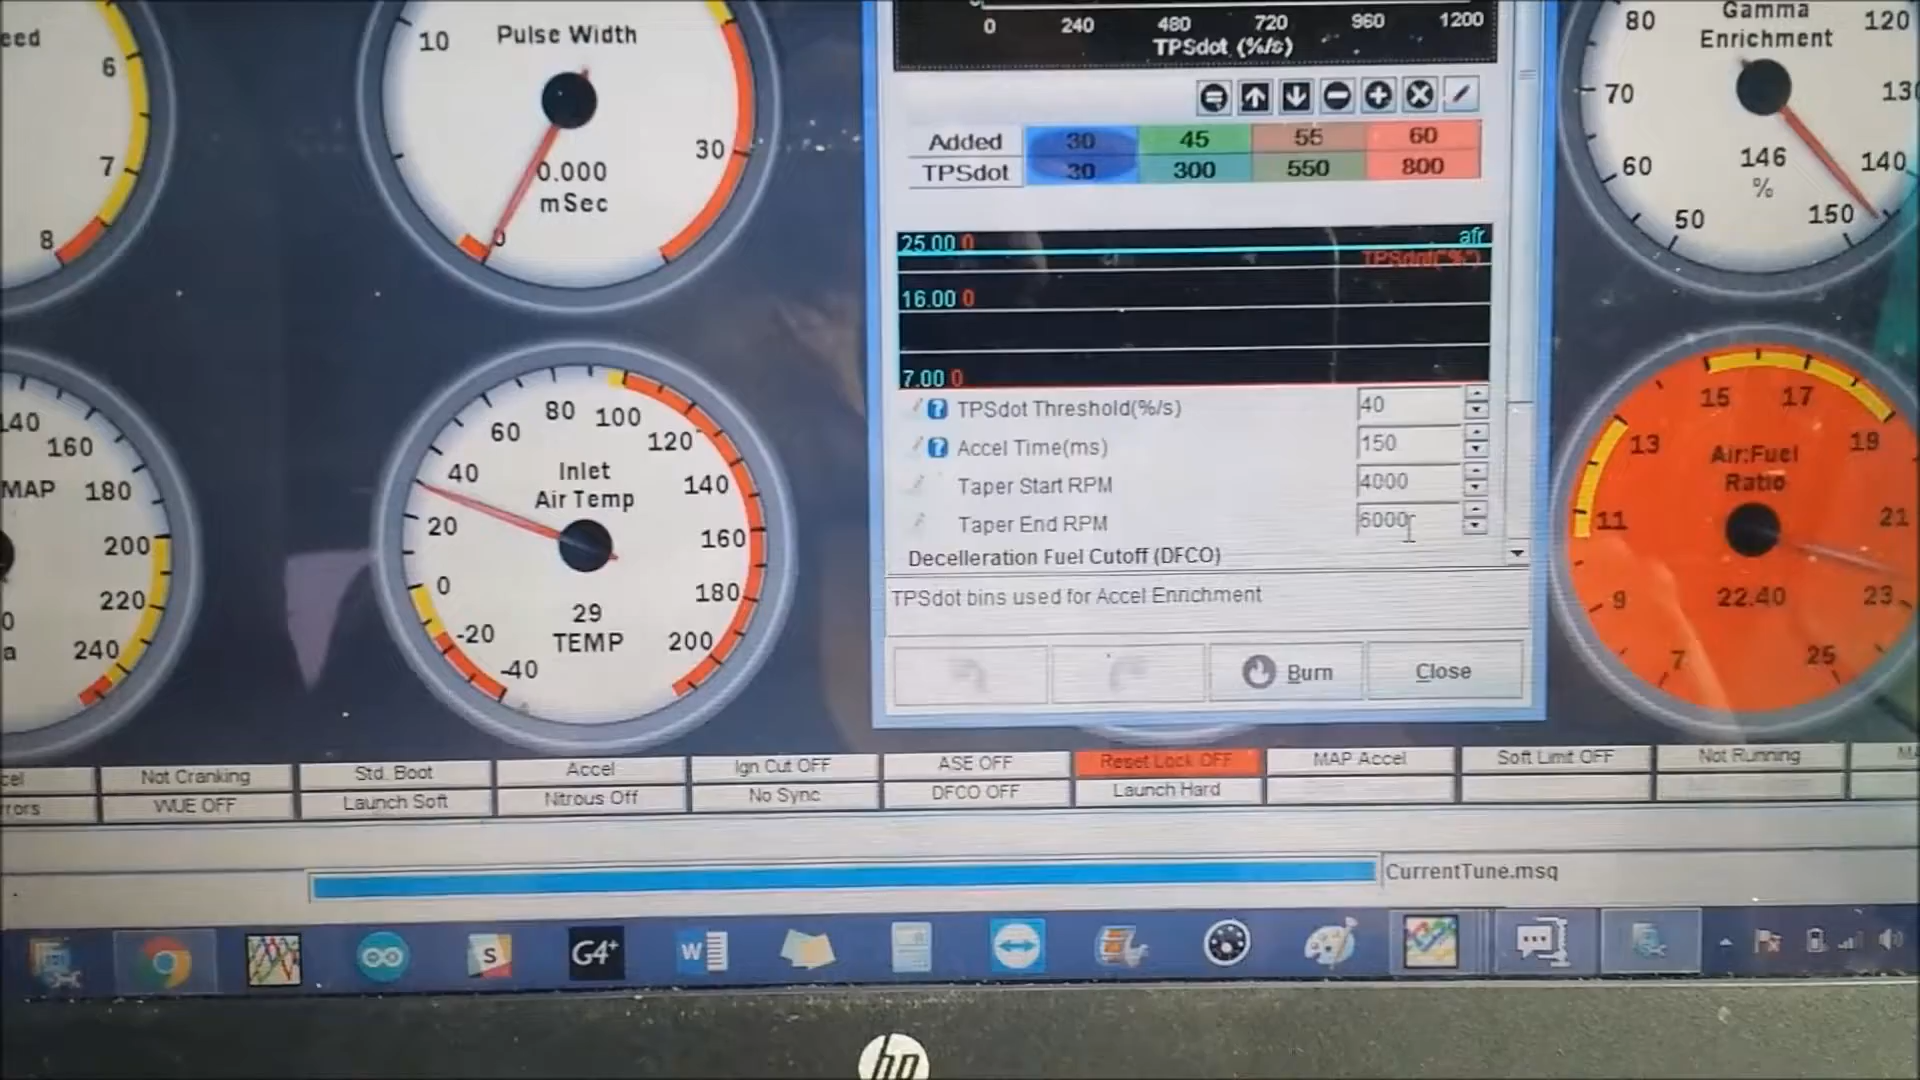 eed
6
7
8
10
Pulse Width
30
0.000
mSec
0
0 240 480 720 960 1200
TPSdot (%/s)
Added 30 45 55 60
TPSdot 30 300 550 800
25.00 0 afr
TPSdot("%")
16.00 0
7.00 0
TPSdot Threshold(%/s) 40
Accel Time(ms) 150
Taper Start RPM 4000
Taper End RPM 6000
Decelleration Fuel Cutoff (DFCO)
TPSdot bins used for Accel Enrichment
Burn Close
80 Gamma 120
Enrichment
70 130
60 146 140
%
50 150
140
160
MAP 180
200
0 220
a 240
80 100
60 120
40 Inlet 140
Air Temp
20 160
0 29 180
-20 TEMP 200
-40
15 17
13 Air:Fuel 19
Ratio
11 21
9 22.40 23
7 25
cel Not Cranking Std. Boot Accel Ign Cut OFF ASE OFF Reset Lock OFF MAP Accel Soft Limit OFF Not Running MA
rrors WUE OFF Launch Soft Nitrous Off No Sync DFCO OFF Launch Hard
CurrentTune.msq
S G4+ W
hp